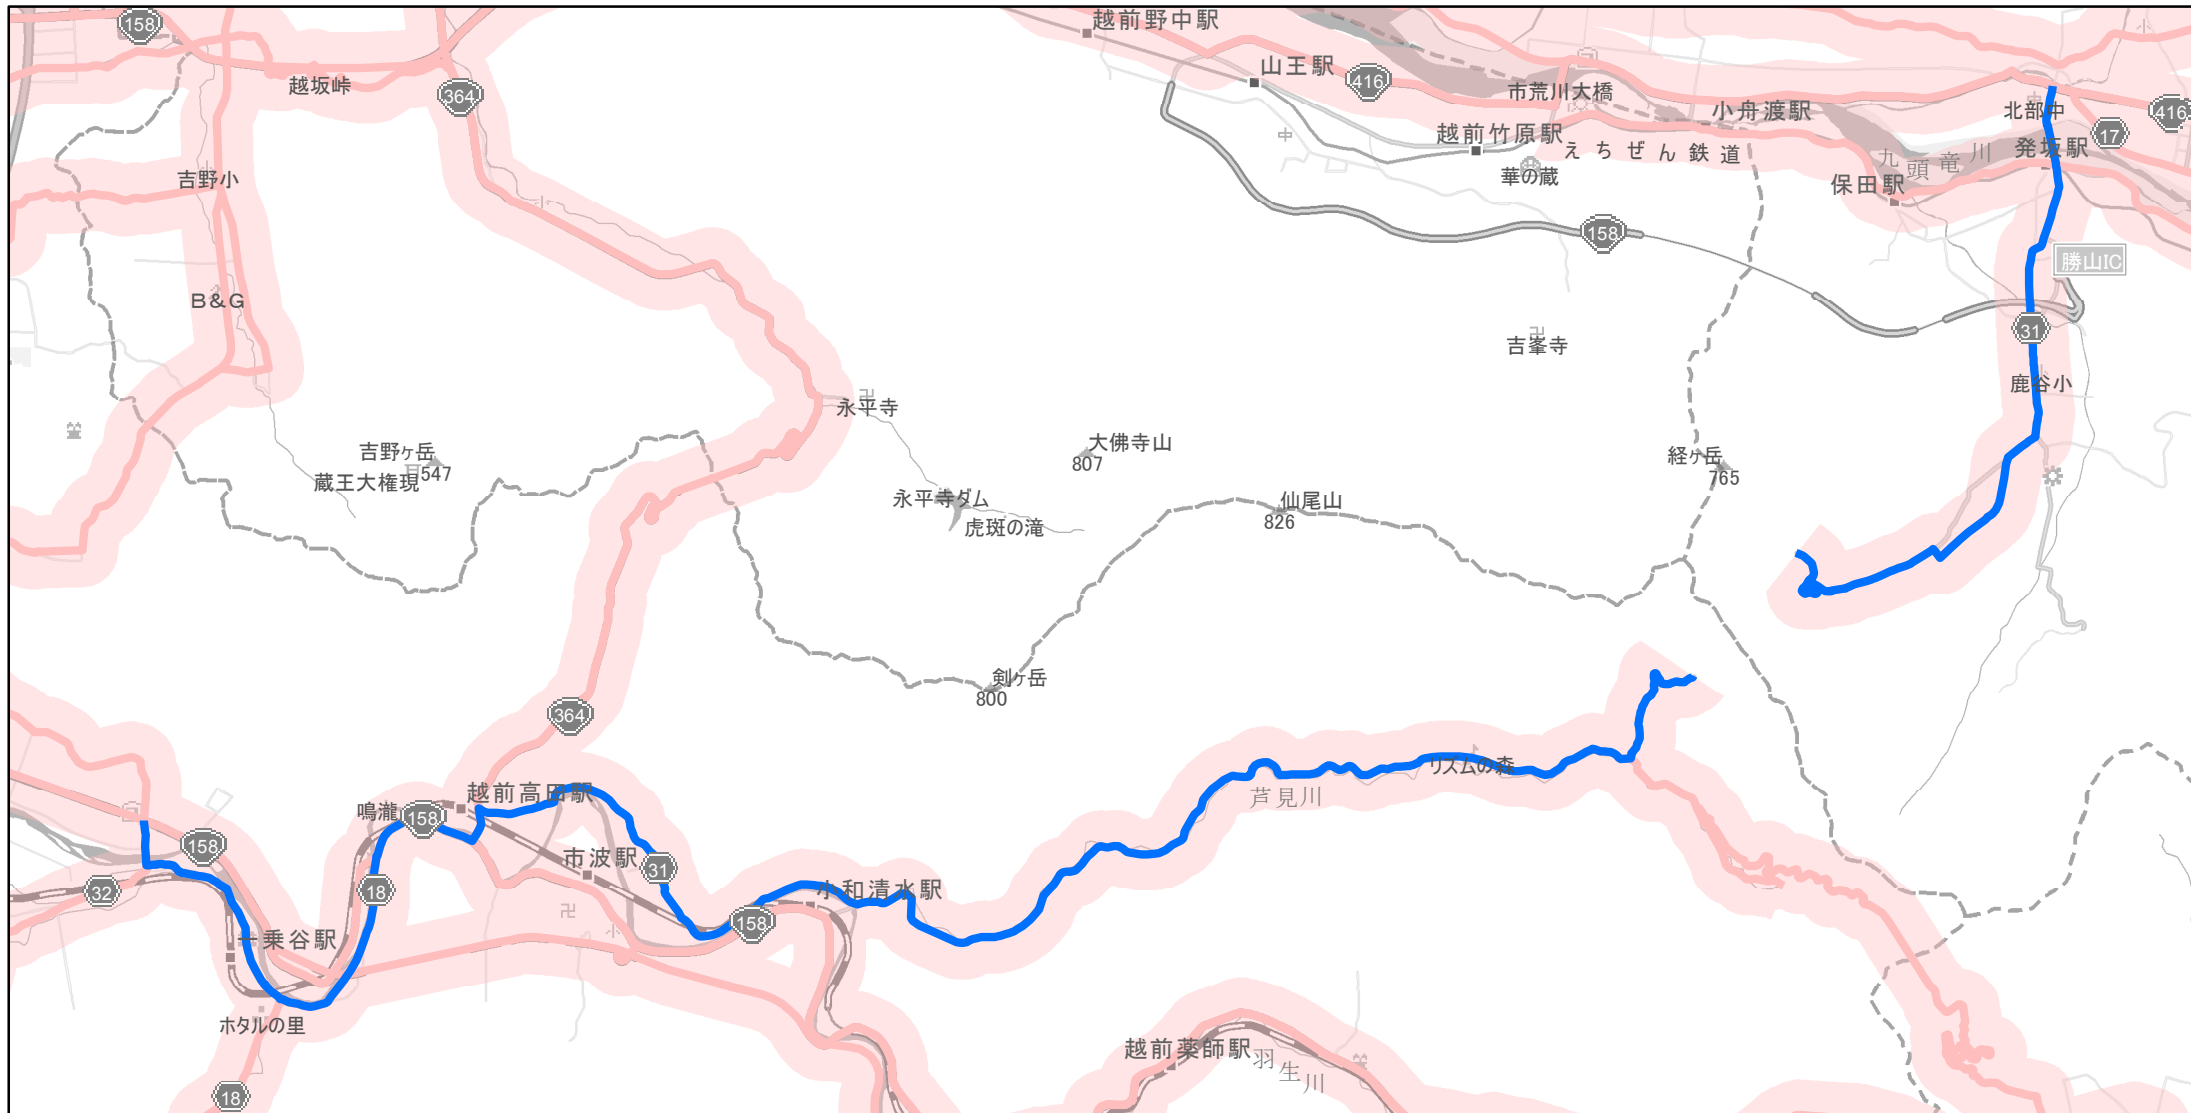 158
越前野中駅
山王駅
416
越坂峠
364
市荒川大橋
小舟渡駅
北部中
416
17
越前竹原駅
えちぜん鉄道
発坂駅
九頭竜川
中
小
吉野小
華の蔵
保田駅
小
158
勝山IC
B&G
31
吉峯寺
鹿谷小
永平寺
吉野ヶ岳
547
蔵王大権現
大佛寺山
807
経ヶ岳
765
永平寺ダム
虎斑の滝
仙尾山
826
剣ヶ岳
800
364
越前高田駅
鳴瀧
158
リズムの森
芦見川
158
市波駅
31
32
18
小和清水駅
158
一乗谷駅
小
ホタルの里
越前薬師駅
羽生川
18